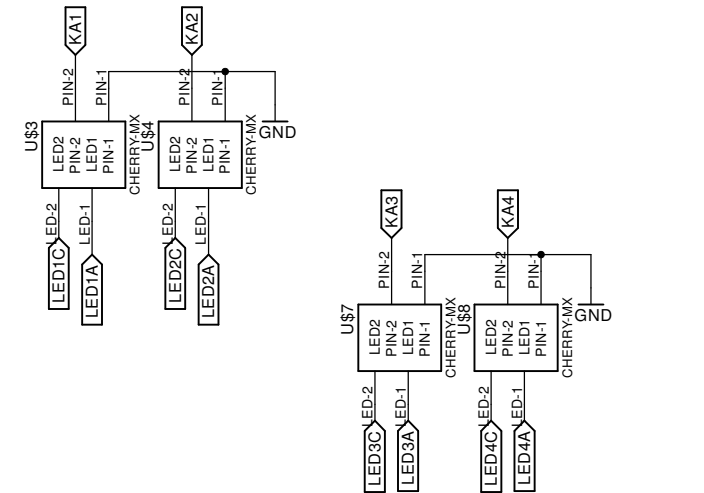 KA1
KA2
PIN-2
PIN-1
PIN-2
PIN-
GND
U$3
LED2
PIN-2
LED1
PIN-1
CHERRY-MX
U$4
LED2
PIN-2
LED1
PIN-1
CHERRY-MX
LED-2
LED-1
LED-2
LED-1
LED1C
LED1A
LED2C
LED2A
KA3
KA4
PIN-2
PIN-1
PIN-2
PIN-
GND
U$7
LED2
PIN-2
LED1
PIN-1
CHERRY-MX
U$8
LED2
PIN-2
LED1
PIN-1
CHERRY-MX
LED-2
LED-1
LED-2
LED-1
LED3C
LED3A
LED4C
LED4A